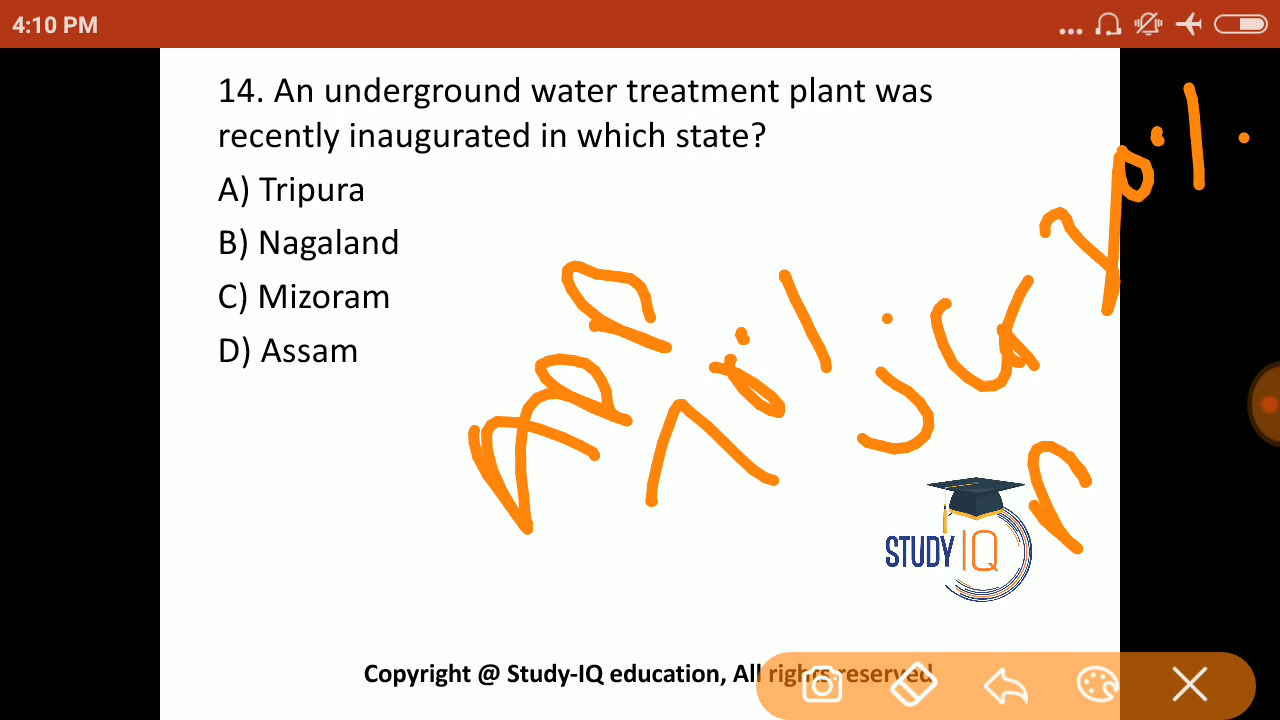 4:10 PM
14. An underground water treatment plant was
recently inaugurated in which state?
A) Tripura
B) Nagaland
C) Mizoram
D) Assam
STUDY IQ
Copyright @ Study-IQ education, All rights reserved